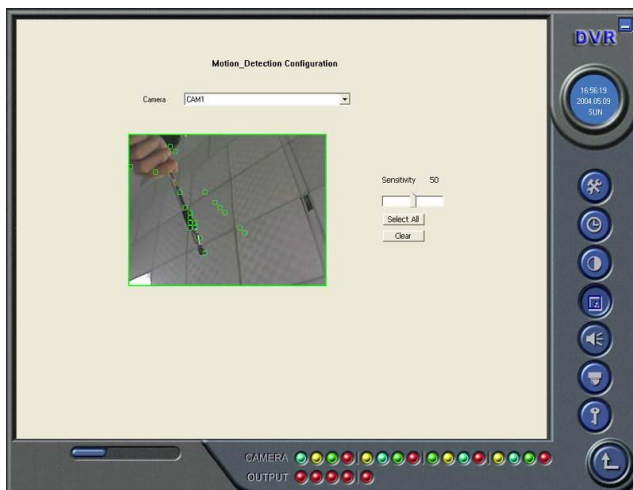 DVR
Motion_Detection Configuration
16:56:19
2004.05.09
SUN
Camera
CAM1
Sensitivity 50
Select All
Clear
CAMERA
OUTPUT